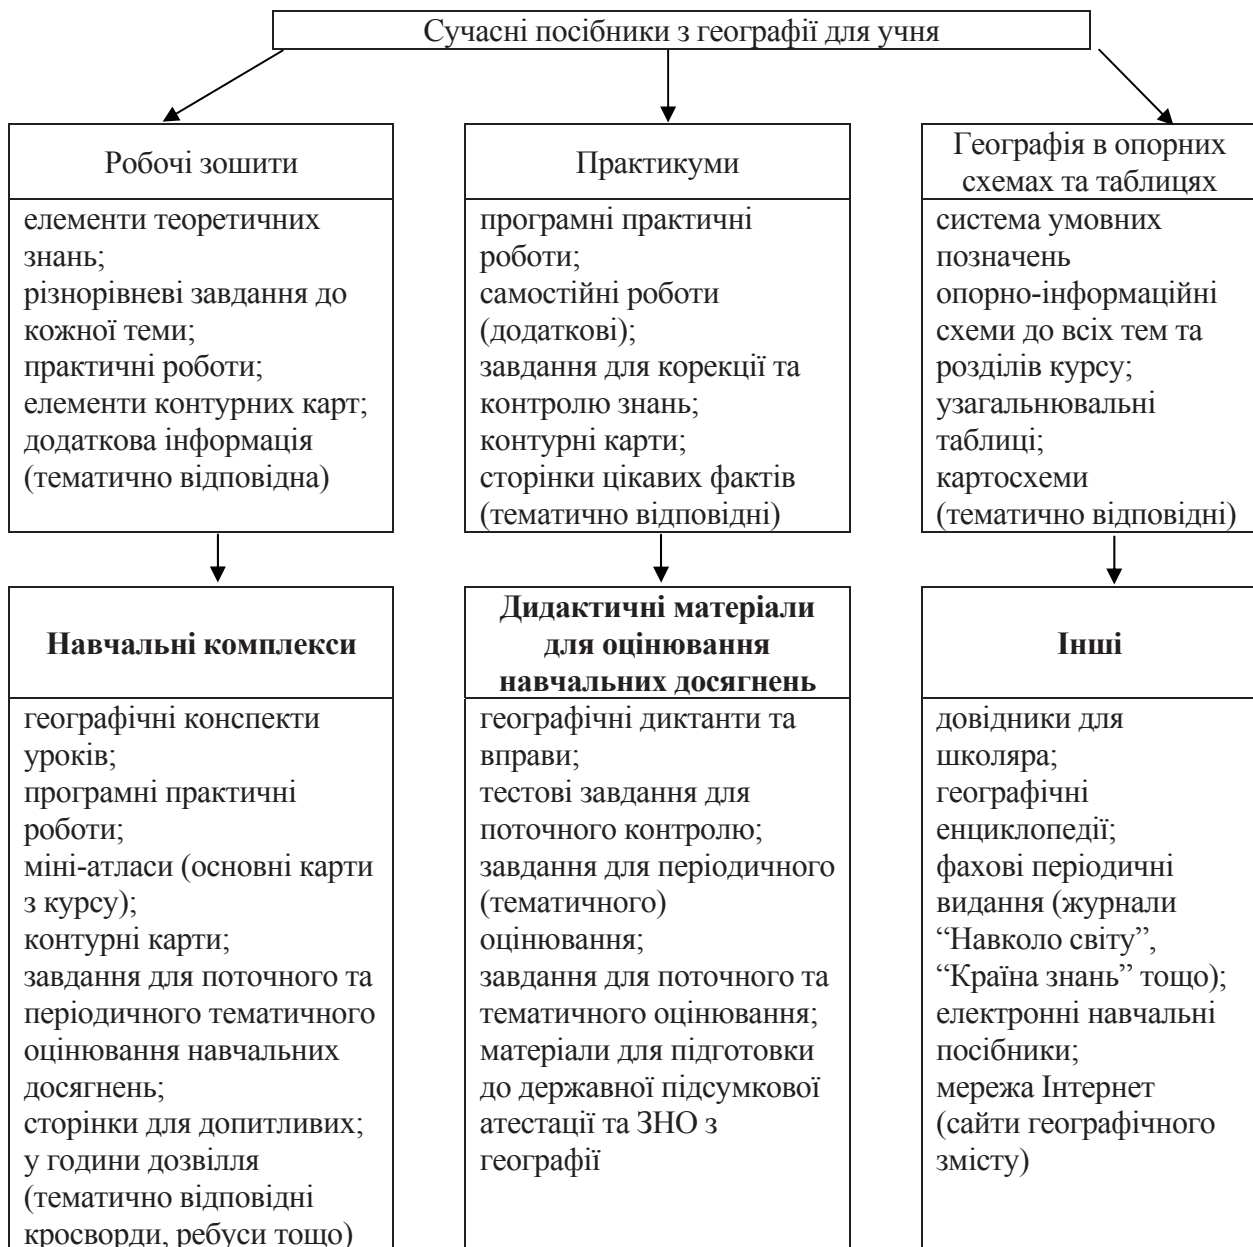 Сучасні посібники з географії для учня
Робочі зошити
елементи теоретичних
знань;
різнорівневі завдання до
кожної теми;
практичні роботи;
елементи контурних карт;
додаткова інформація
(тематично відповідна)
Практикуми
програмні практичні
роботи;
самостійні роботи
(додаткові);
завдання для корекції та
контролю знань;
контурні карти;
сторінки цікавих фактів
(тематично відповідні)
Географія в опорних
схемах та таблицях
система умовних
позначень
опорно-інформаційні
схеми до всіх тем та
розділів курсу;
узагальнювальні
таблиці;
картосхеми
(тематично відповідні)
Навчальні комплекси
географічні конспекти
уроків;
програмні практичні
роботи;
міні-атласи (основні карти
з курсу);
контурні карти;
завдання для поточного та
періодичного тематичного
оцінювання навчальних
досягнень;
сторінки для допитливих;
у години дозвілля
(тематично відповідні
кросворди, ребуси тощо)
Дидактичні матеріали
для оцінювання
навчальних досягнень
географічні диктанти та
вправи;
тестові завдання для
поточного контролю;
завдання для періодичного
(тематичного)
оцінювання;
завдання для поточного та
тематичного оцінювання;
матеріали для підготовки
до державної підсумкової
атестації та ЗНО з
географії
Інші
довідники для
школяра;
географічні
енциклопедії;
фахові періодичні
видання (журнали
“Навколо світу”,
“Країна знань” тощо);
електронні навчальні
посібники;
мережа Інтернет
(сайти географічного
змісту)